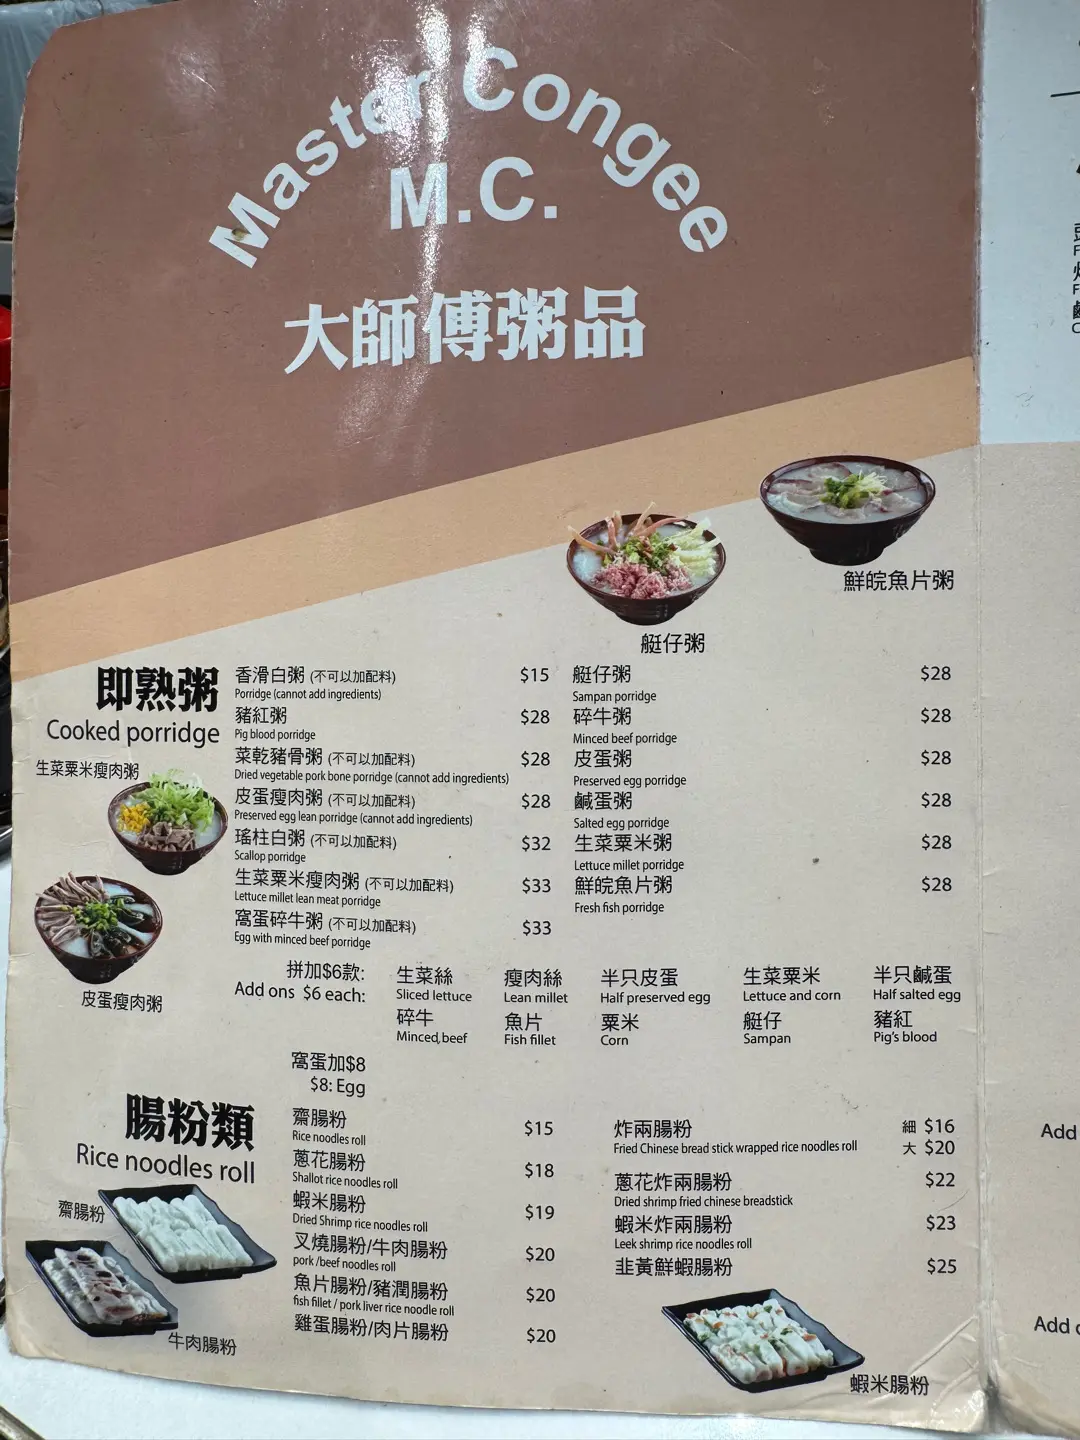 Master Congee
M.C.
大師傅粥品
鮮皖魚片粥
艇仔粥
即熟粥
Cooked porridge
生菜粟米瘦肉粥
皮蛋瘦肉粥
香滑白粥 (不可以加配料) $15
Porridge (cannot add ingredients)
豬紅粥 $28
Pig blood porridge
菜乾豬骨粥 (不可以加配料) $28
Dried vegetable pork bone porridge (cannot add ingredients)
皮蛋瘦肉粥 (不可以加配料) $28
Preserved egg lean porridge (cannot add ingredients)
瑤柱白粥 (不可以加配料) $32
Scallop porridge
生菜粟米瘦肉粥 (不可以加配料) $33
Lettuce millet lean meat porridge
窩蛋碎牛粥 (不可以加配料) $33
Egg with minced beef porridge
艇仔粥 $28
Sampan porridge
碎牛粥 $28
Minced beef porridge
皮蛋粥 $28
Preserved egg porridge
鹹蛋粥 $28
Salted egg porridge
生菜粟米粥 $28
Lettuce millet porridge
鮮皖魚片粥 $28
Fresh fish porridge
拼加$6款: 生菜絲 瘦肉絲 半只皮蛋 生菜粟米 半只鹹蛋
Add ons $6 each: Sliced lettuce Lean millet Half preserved egg Lettuce and corn Half salted egg
碎牛 魚片 粟米 艇仔 豬紅
Minced beef Fish fillet Corn Sampan Pig's blood
窩蛋加$8
$8: Egg
腸粉類
Rice noodles roll
齋腸粉
牛肉腸粉
齋腸粉 $15
Rice noodles roll
蔥花腸粉 $18
Shallot rice noodles roll
蝦米腸粉 $19
Dried Shrimp rice noodles roll
叉燒腸粉/牛肉腸粉 $20
pork /beef noodles roll
魚片腸粉/豬潤腸粉 $20
fish fillet / pork liver rice noodle roll
雞蛋腸粉/肉片腸粉 $20
炸兩腸粉 細 $16
Fried Chinese bread stick wrapped rice noodles roll 大 $20
蔥花炸兩腸粉 $22
Dried shrimp fried chinese breadstick
蝦米炸兩腸粉 $23
Leek shrimp rice noodles roll
韭黃鮮蝦腸粉 $25
蝦米腸粉
Add
Add